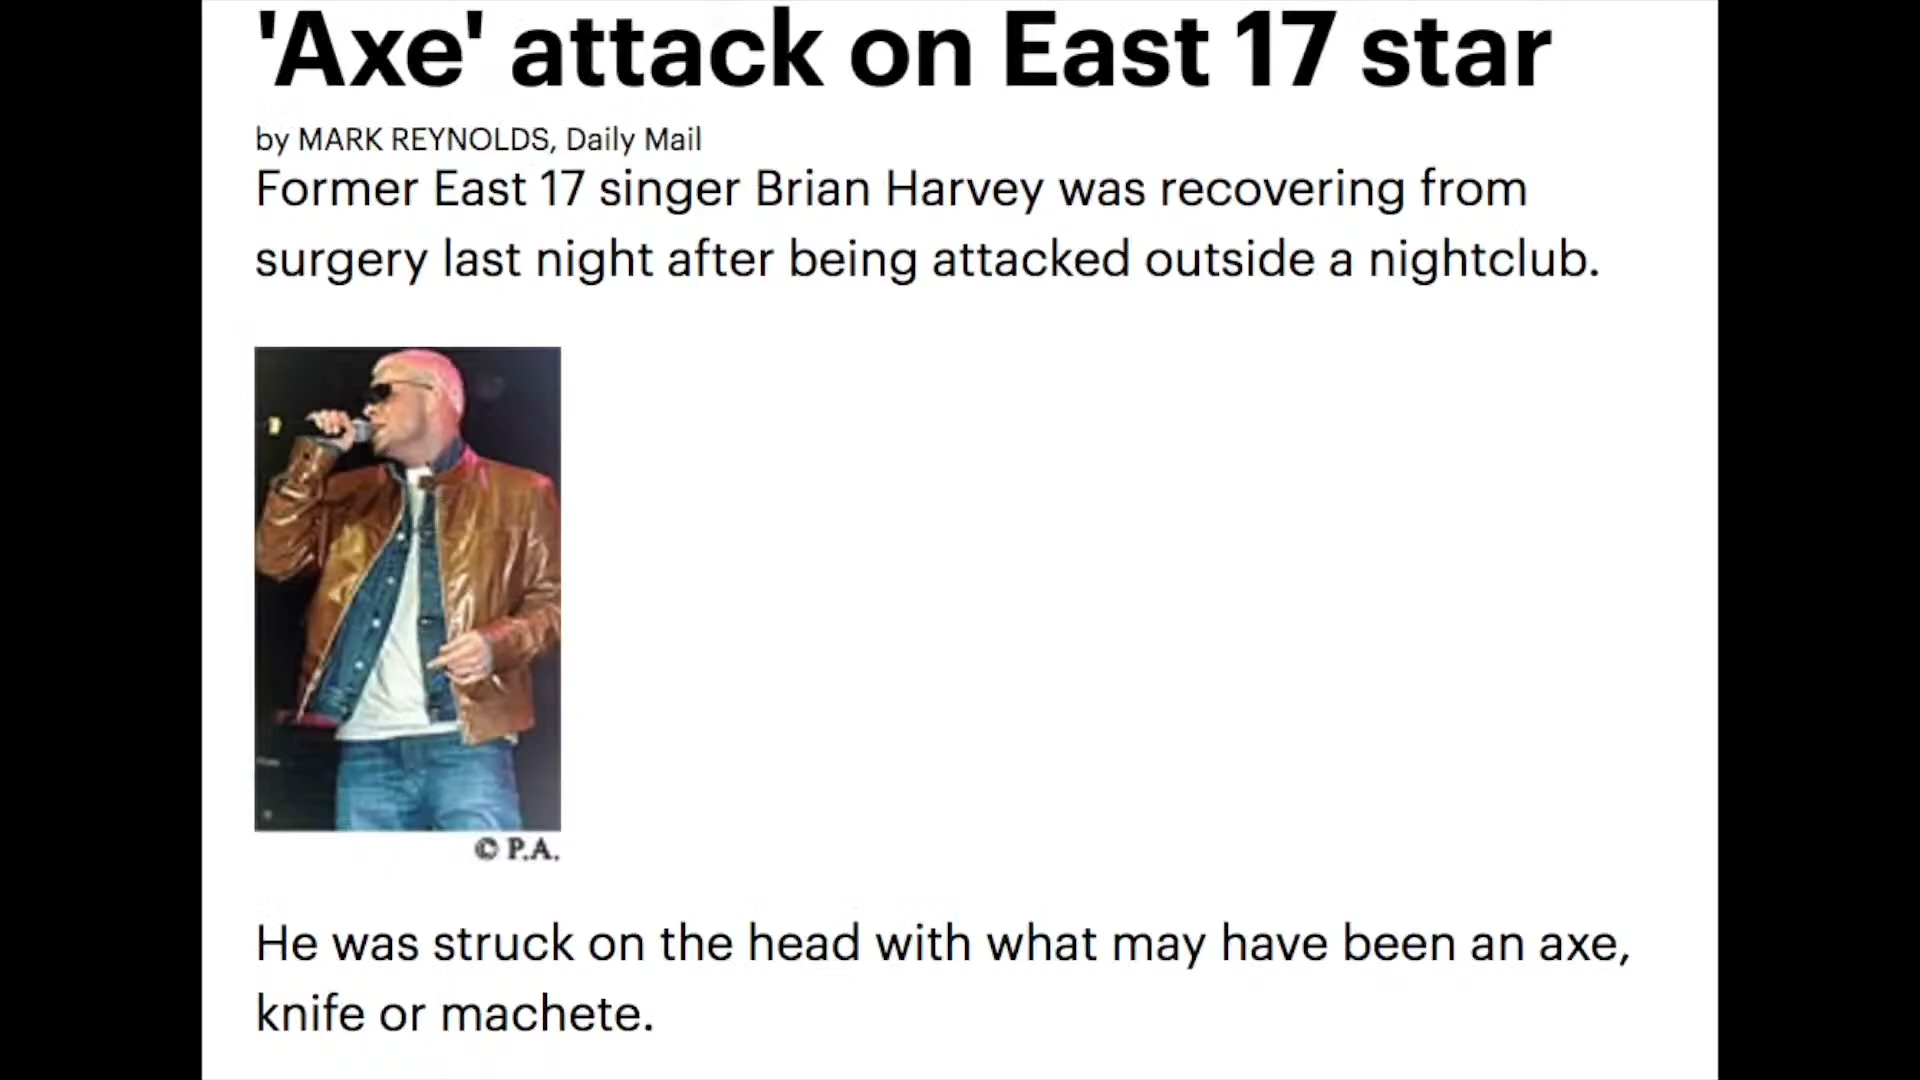 'Axe' attack on East 17 star
by MARK REYNOLDS, Daily Mail
Former East 17 singer Brian Harvey was recovering from
surgery last night after being attacked outside a nightclub.
© P.A.
He was struck on the head with what may have been an axe,
knife or machete.